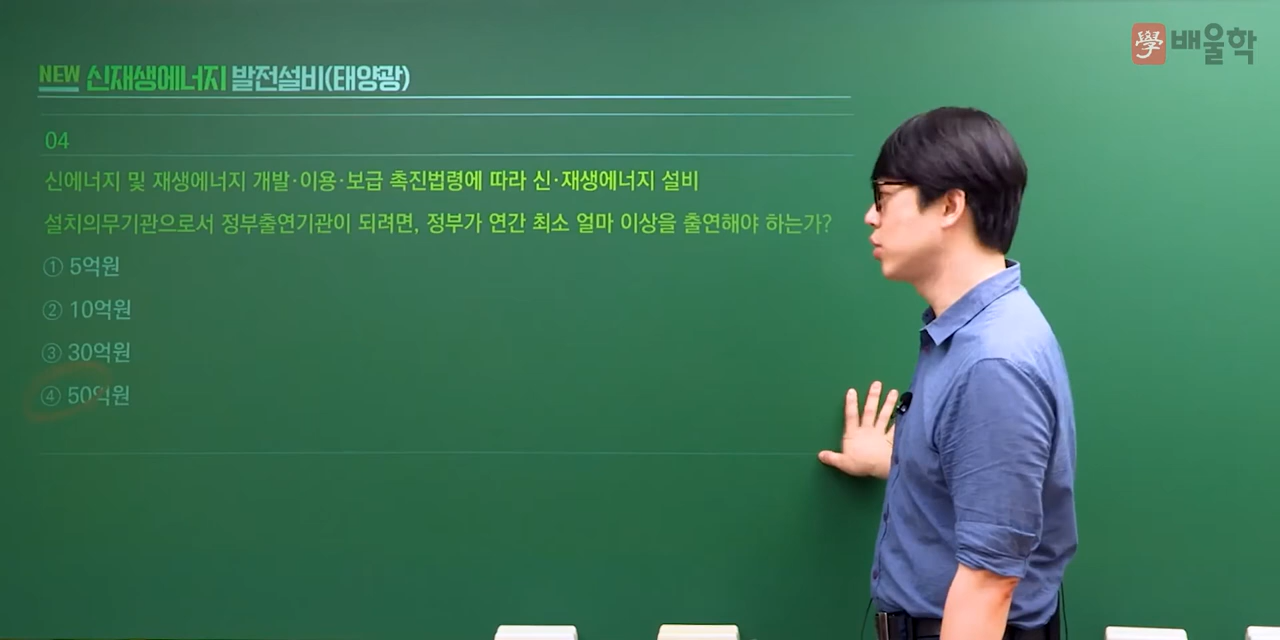 學 배울학
NEW 신재생에너지 발전설비(태양광)
04
신에너지 및 재생에너지 개발·이용·보급 촉진법령에 따라 신·재생에너지 설비
설치의무기관으로서 정부출연기관이 되려면, 정부가 연간 최소 얼마 이상을 출연해야 하는가?
① 5억원
② 10억원
③ 30억원
④ 50억원